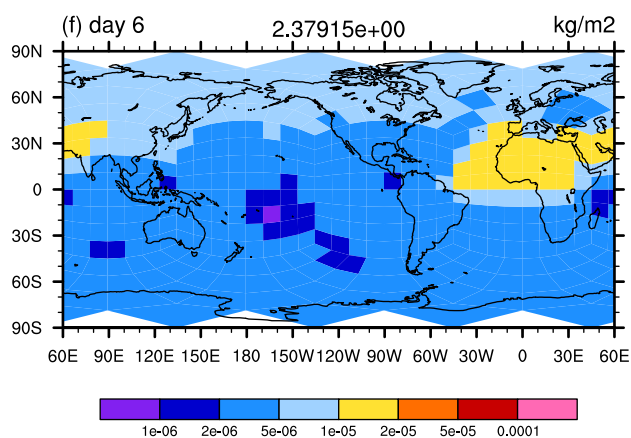 (f) day 6 2.37915e+00 kg/m2
90N
60N
30N
0
30S
60S
90S
60E 90E 120E 150E 180 150W 120W 90W 60W 30W 0 30E 60E
1e-06 2e-06 5e-06 1e-05 2e-05 5e-05 0.0001